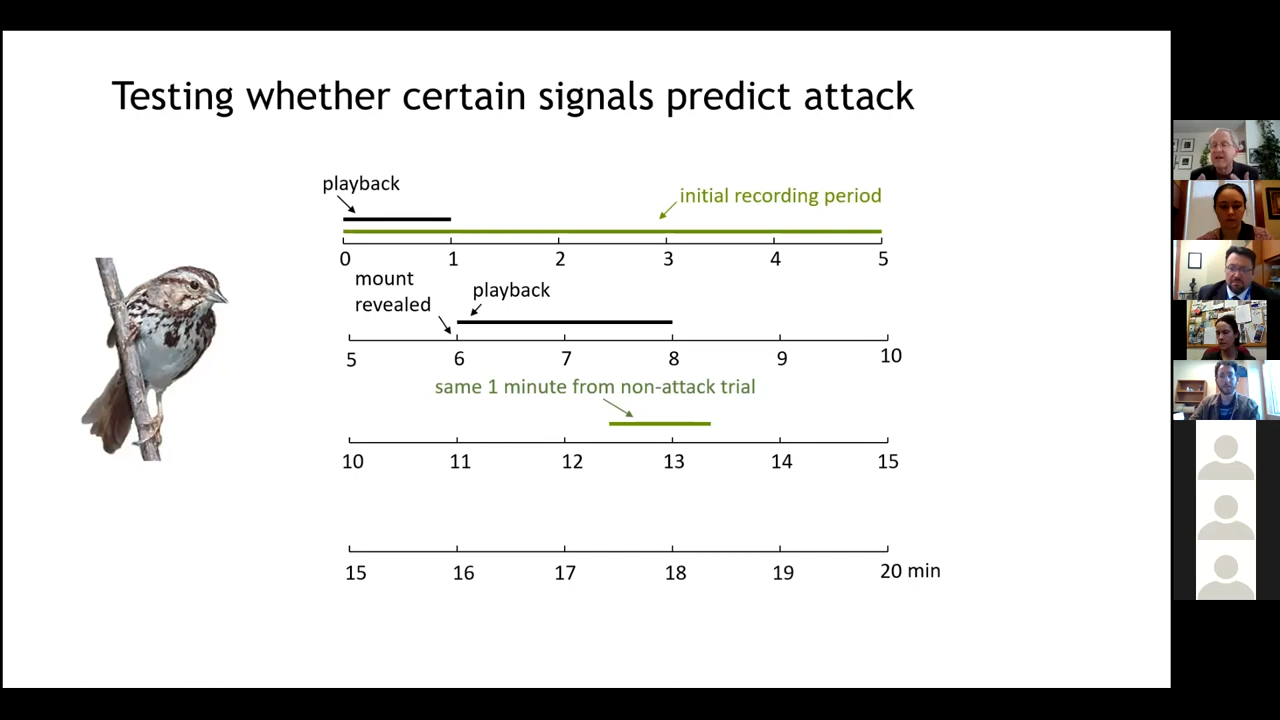 Testing whether certain signals predict attack
playback
initial recording period
0 1 2 3 4 5
mount
revealed
playback
5 6 7 8 9 10
same 1 minute from non-attack trial
10 11 12 13 14 15
15 16 17 18 19 20 min